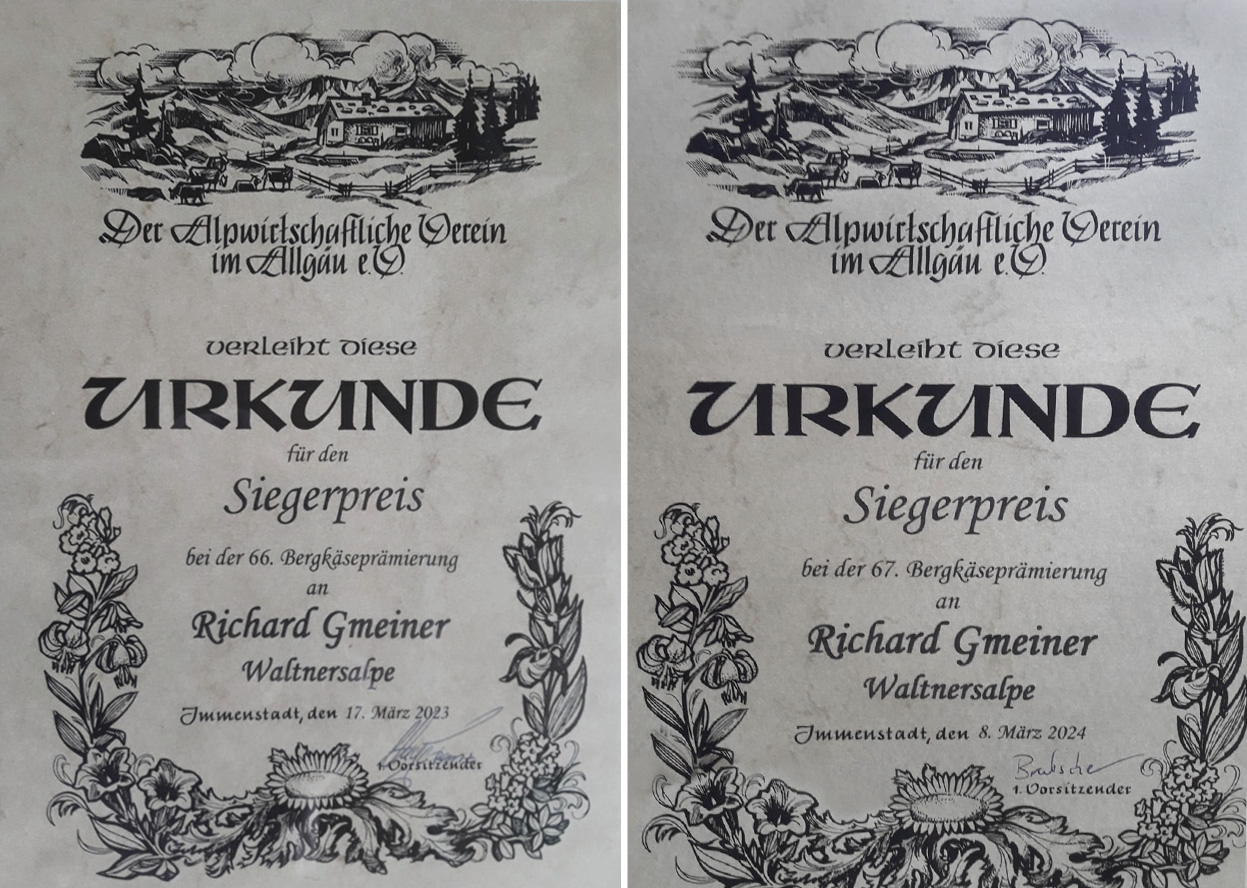 Der Alpwirtschaftliche Verein
im Allgäu e.V.
verleiht diese
URKUNDE
für den
Siegerpreis
bei der 66. Bergkäseprämierung
an
Richard Gmeiner
Waltnersalpe
Immenstadt, den 17. März 2023
1. Vorsitzender
Der Alpwirtschaftliche Verein
im Allgäu e.V.
verleiht diese
URKUNDE
für den
Siegerpreis
bei der 67. Bergkäseprämierung
an
Richard Gmeiner
Waltnersalpe
Immenstadt, den 8. März 2024
1. Vorsitzender